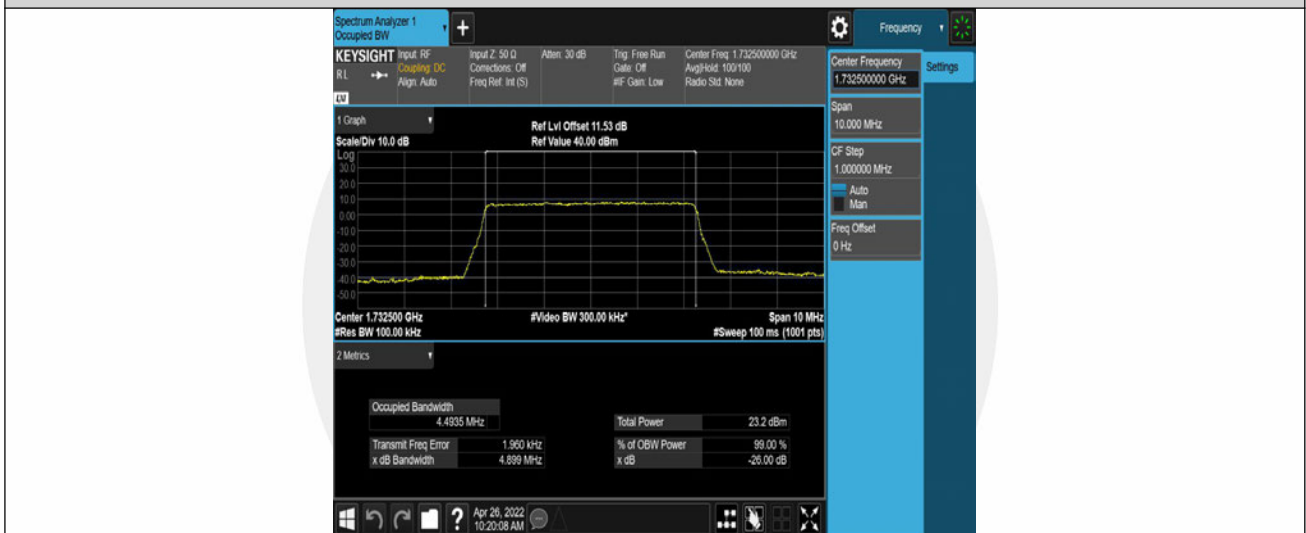 Spectrum Analyzer 1
Occupied BW
+
Frequency
KEYSIGHT
R L
Input: RF
Coupling: DC
Align: Auto
Input Z: 50 Ω
Corrections: Off
Freq Ref: Int (S)
Atten: 30 dB
Trig: Free Run
Gate: Off
#IF Gain: Low
Center Freq: 1.732500000 GHz
Avg|Hold: 100/100
Radio Std: None
1 Graph
Scale/Div 10.0 dB
Ref Lvl Offset 11.53 dB
Ref Value 40.00 dBm
Log
30.0
20.0
10.0
0.00
-10.0
-20.0
-30.0
-40.0
-50.0
Center 1.732500 GHz
#Res BW 100.00 kHz
#Video BW 300.00 kHz*
Span 10 MHz
#Sweep 100 ms (1001 pts)
2 Metrics
Occupied Bandwidth
4.4935 MHz
Total Power 23.2 dBm
Transmit Freq Error 1.960 kHz
% of OBW Power 99.00 %
x dB Bandwidth 4.899 MHz
x dB -26.00 dB
Apr 26, 2022
10:20:08 AM
?
Center Frequency
1.732500000 GHz
Settings
Span
10.000 MHz
CF Step
1.000000 MHz
Auto
Man
Freq Offset
0 Hz